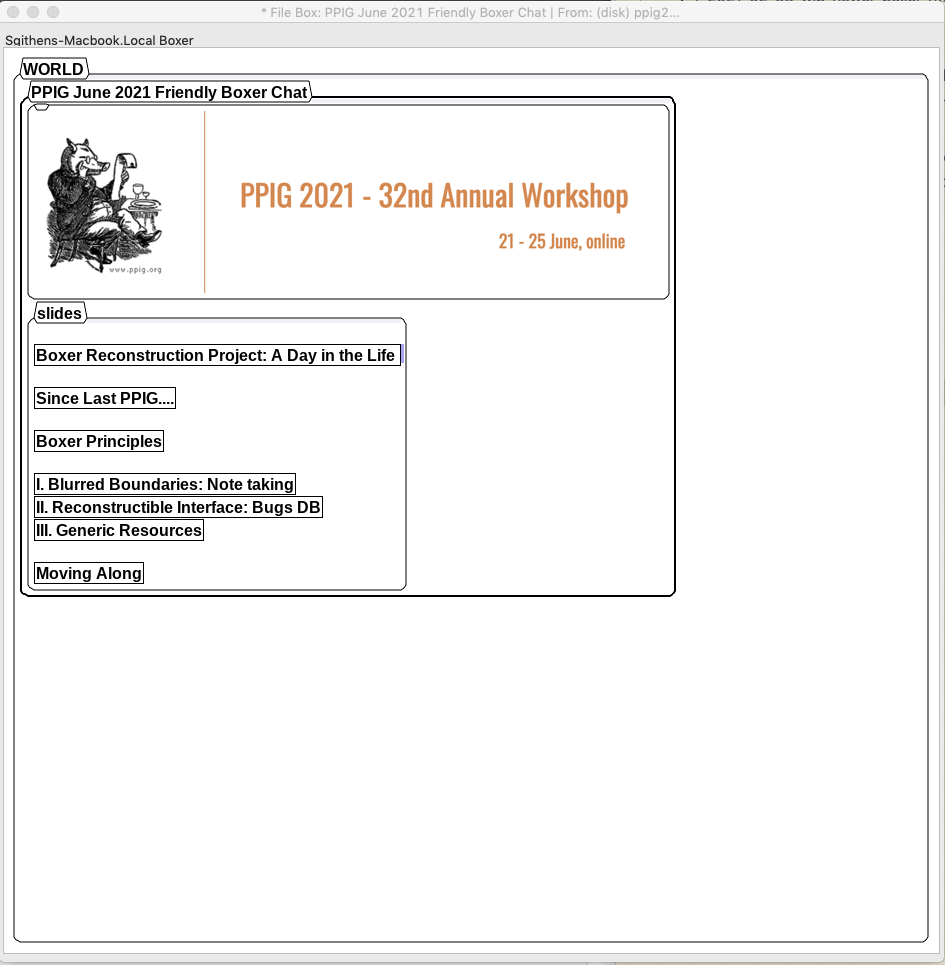 * File Box: PPIG June 2021 Friendly Boxer Chat | From: (disk) ppig2...
Sgithens-Macbook.Local Boxer
WORLD
PPIG June 2021 Friendly Boxer Chat
PPIG 2021 - 32nd Annual Workshop
21 - 25 June, online
www.ppig.org
slides
Boxer Reconstruction Project: A Day in the Life
Since Last PPIG....
Boxer Principles
I. Blurred Boundaries: Note taking
II. Reconstructible Interface: Bugs DB
III. Generic Resources
Moving Along